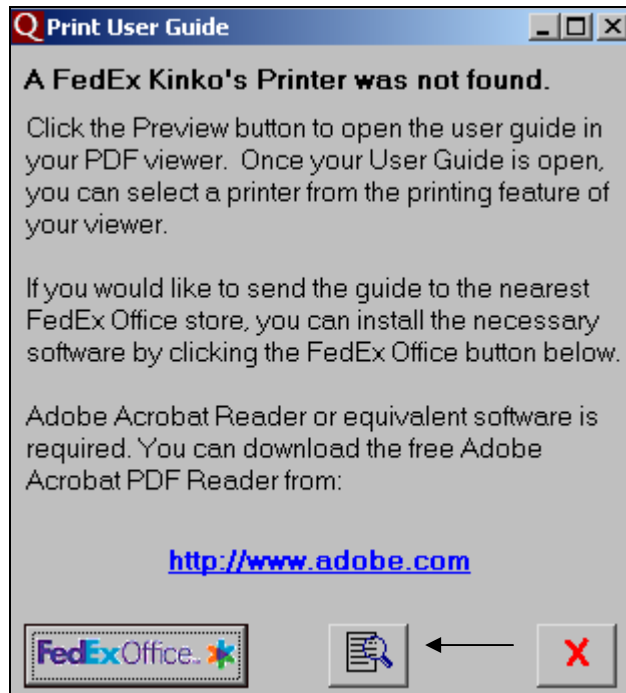 Q Print User Guide
A FedEx Kinko's Printer was not found.
Click the Preview button to open the user guide in
your PDF viewer.  Once your User Guide is open,
you can select a printer from the printing feature of
your viewer.
If you would like to send the guide to the nearest
FedEx Office store, you can install the necessary
software by clicking the FedEx Office button below.
Adobe Acrobat Reader or equivalent software is
required. You can download the free Adobe
Acrobat PDF Reader from:
http://www.adobe.com
FedEx Office